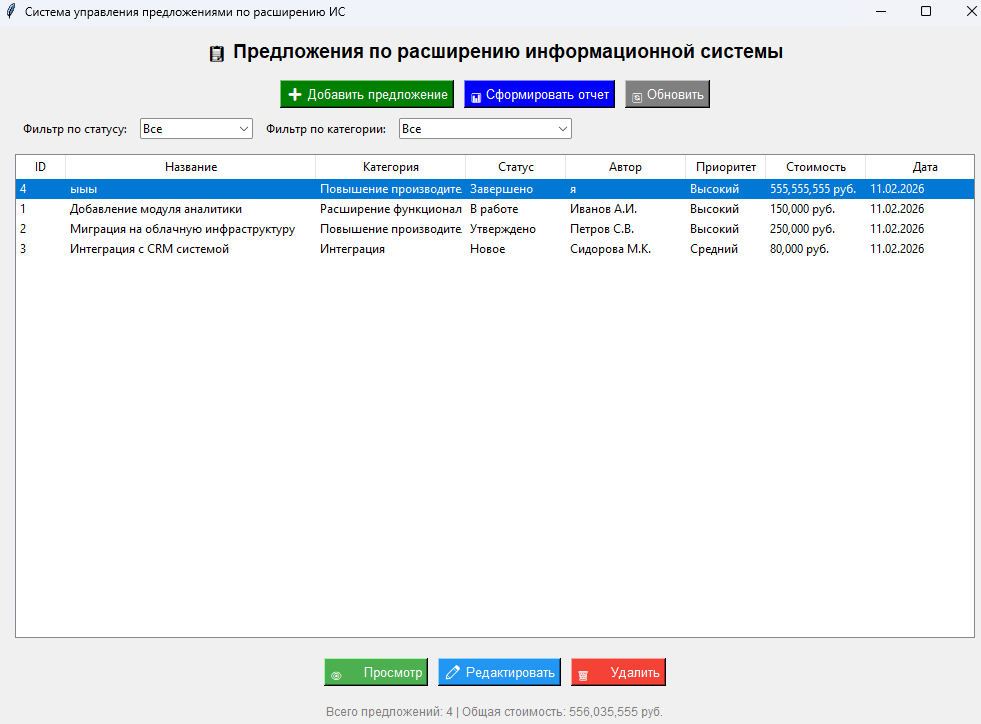 Система управления предложениями по расширению ИС
Предложения по расширению информационной системы
Добавить предложение Сформировать отчет Обновить
Фильтр по статусу: Все Фильтр по категории: Все
ID Название Категория Статус Автор Приоритет Стоимость Дата
4 ыыы Повышение производите. Завершено я Высокий 555,555,555 руб. 11.02.2026
1 Добавление модуля аналитики Расширение функционал В работе Иванов А.И. Высокий 150,000 руб. 11.02.2026
2 Миграция на облачную инфраструктуру Повышение производите. Утверждено Петров С.В. Высокий 250,000 руб. 11.02.2026
3 Интеграция с CRM системой Интеграция Новое Сидорова М.К. Средний 80,000 руб. 11.02.2026
Просмотр Редактировать Удалить
Всего предложений: 4 | Общая стоимость: 556,035,555 руб.